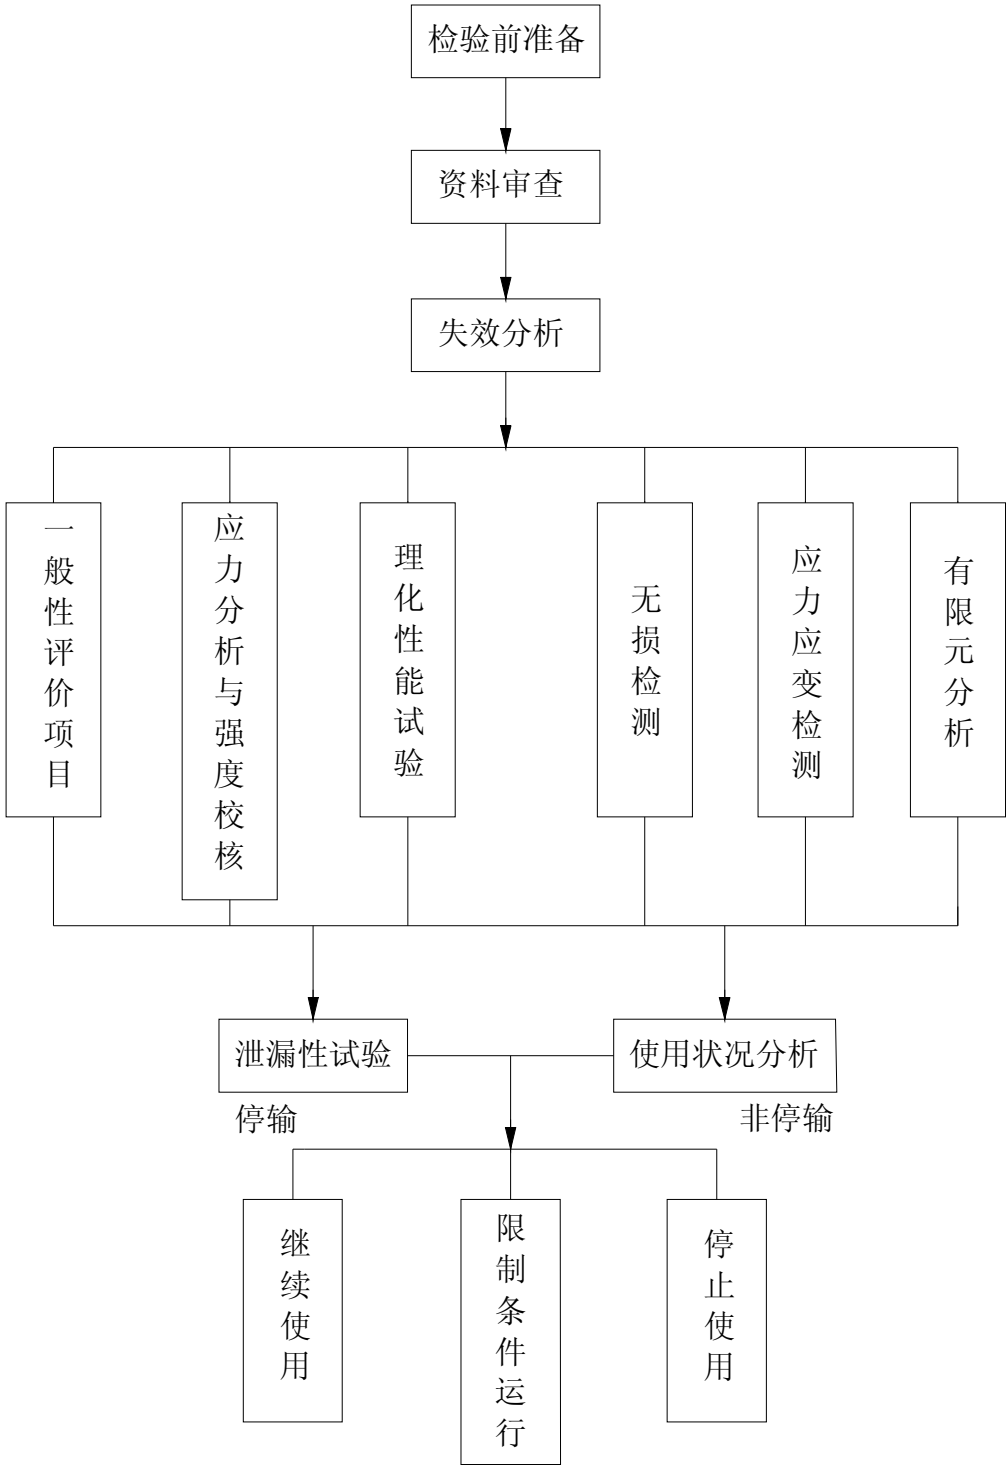 检验前准备
资料审查
失效分析
一般性评价项目
应力分析与强度校核
理化性能试验
无损检测
应力应变检测
有限元分析
泄漏性试验
使用状况分析
停输
非停输
继续使用
限制条件运行
停止使用